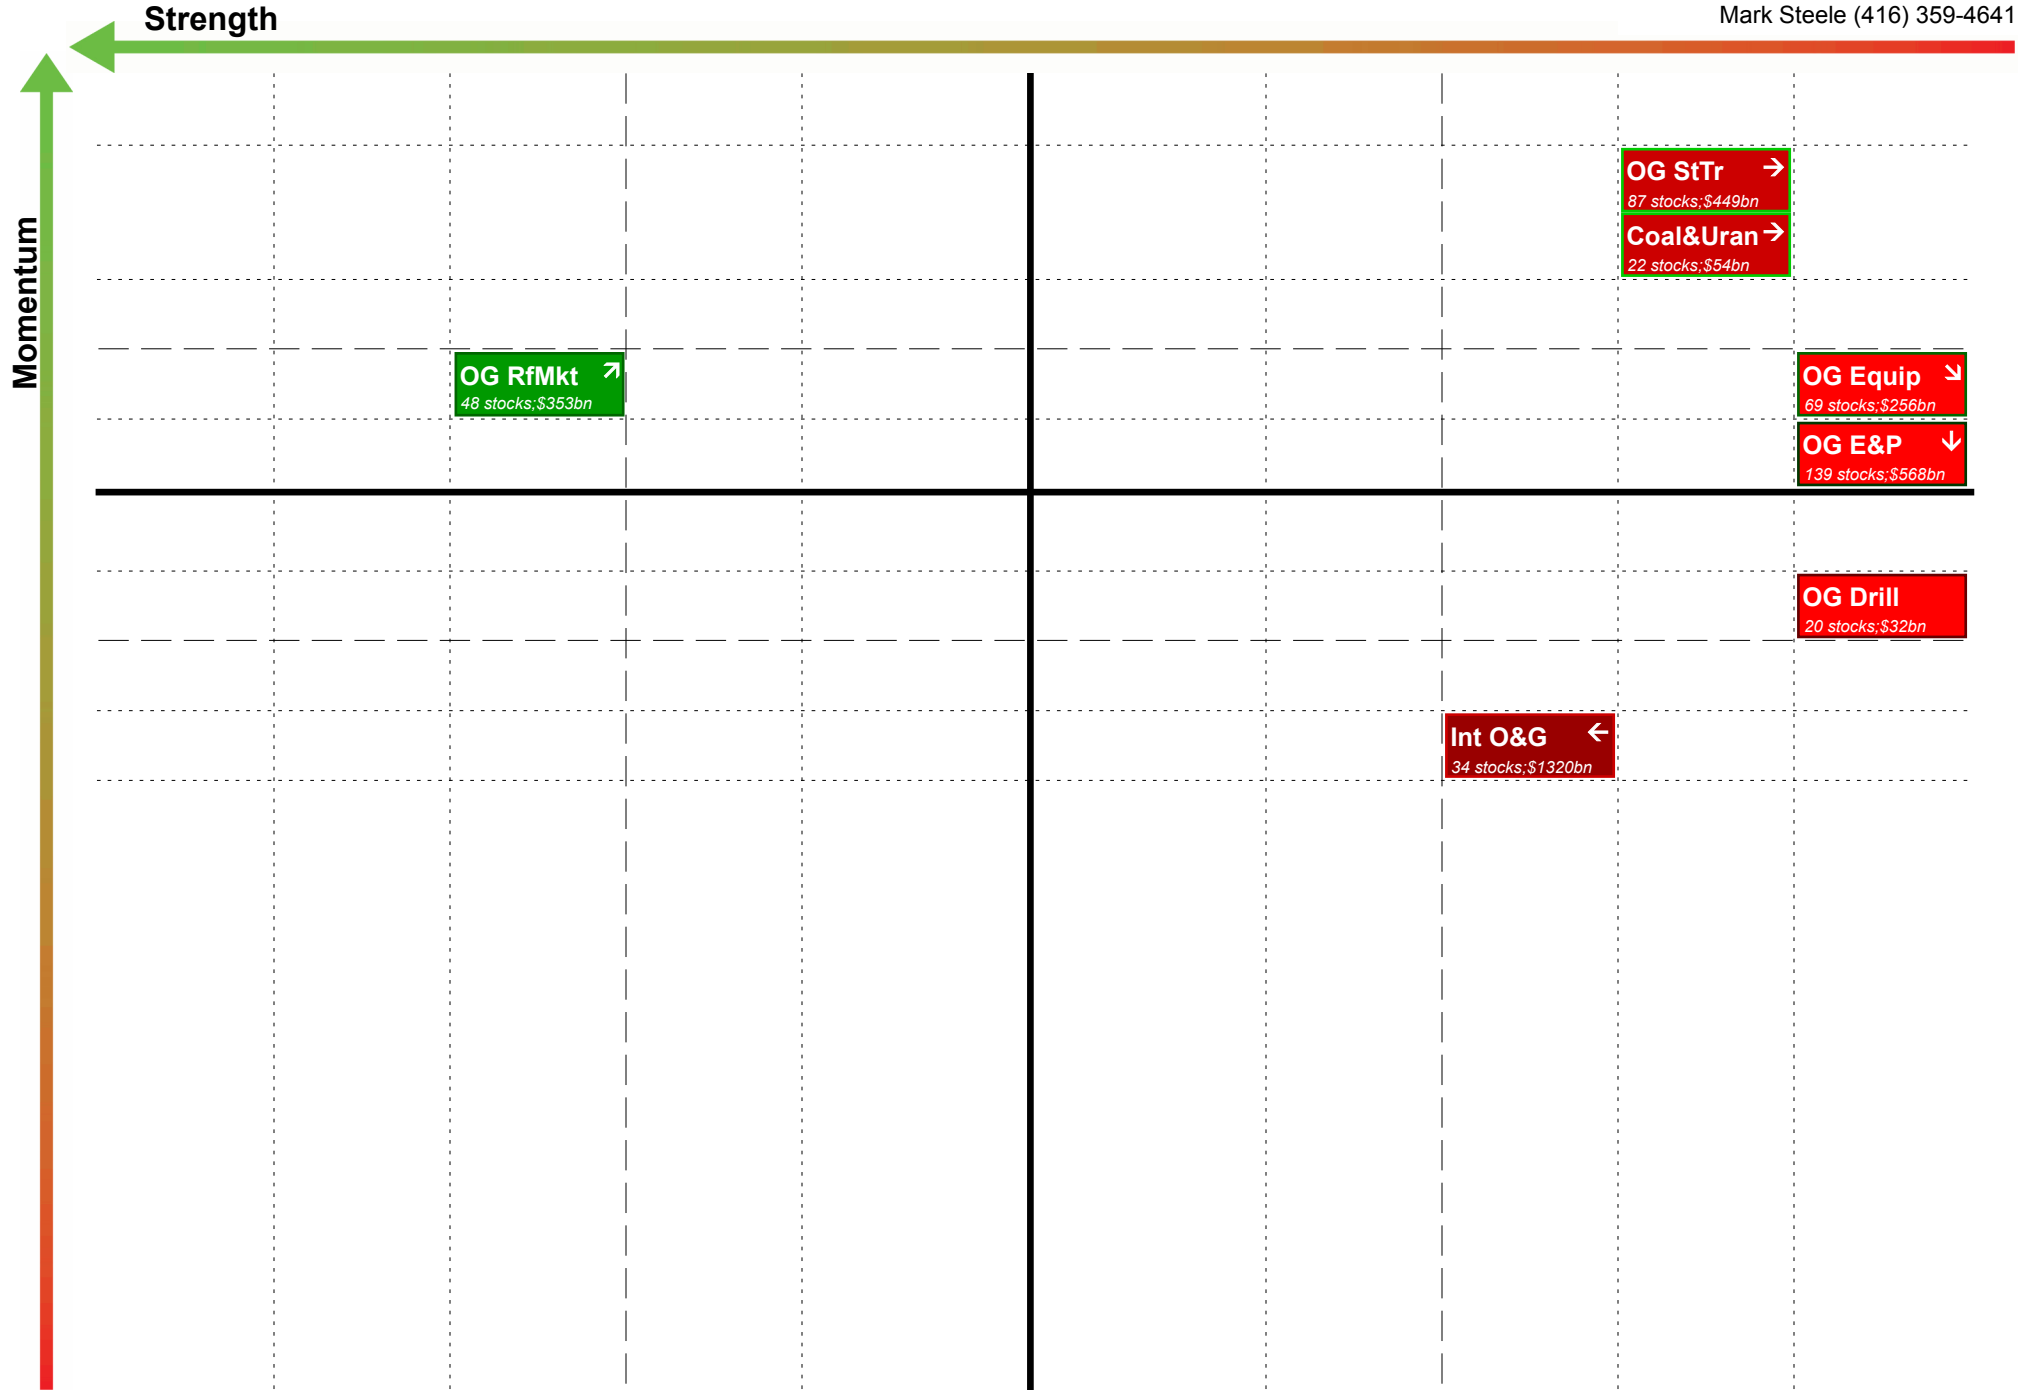 Strength
Mark Steele (416) 359-4641
Momentum
OG StTr
87 stocks;$449bn
Coal&Uran
22 stocks;$54bn
OG RfMkt
48 stocks;$353bn
OG Equip
69 stocks;$256bn
OG E&P
139 stocks;$568bn
OG Drill
20 stocks;$32bn
Int O&G
34 stocks;$1320bn